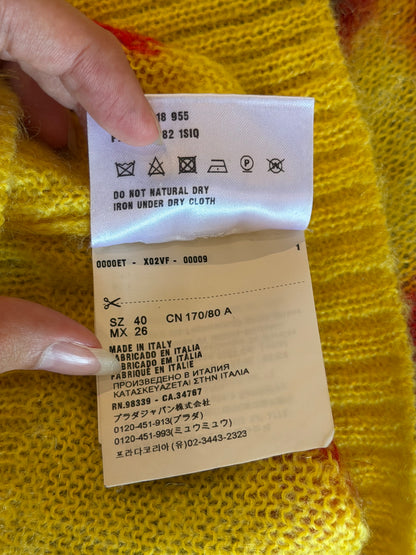 18 955
82 1SIQ
DO NOT NATURAL DRY
IRON UNDER DRY CLOTH
0000ET - X02VF - 00009 1
SZ 40 CN 170/80 A
MX 26
MADE IN ITALY
FABRICADO EN ITALIA
FABRICADO EM ITÁLIA
FABRIQUÉ EN ITALIE
ПРОИЗВЕДЕНО В ИТАЛИЯ
ΚΑΤΑΣΚΕΥΑΖΕΤΑΙ ΣΤΗΝ ΙΤΑΛΙΑ
RN.98339 - CA.34767
プラダジャパン株式会社
0120-451-913(プラダ)
0120-451-993(ミュウミュウ)
프라다코리아(유)02-3443-2323